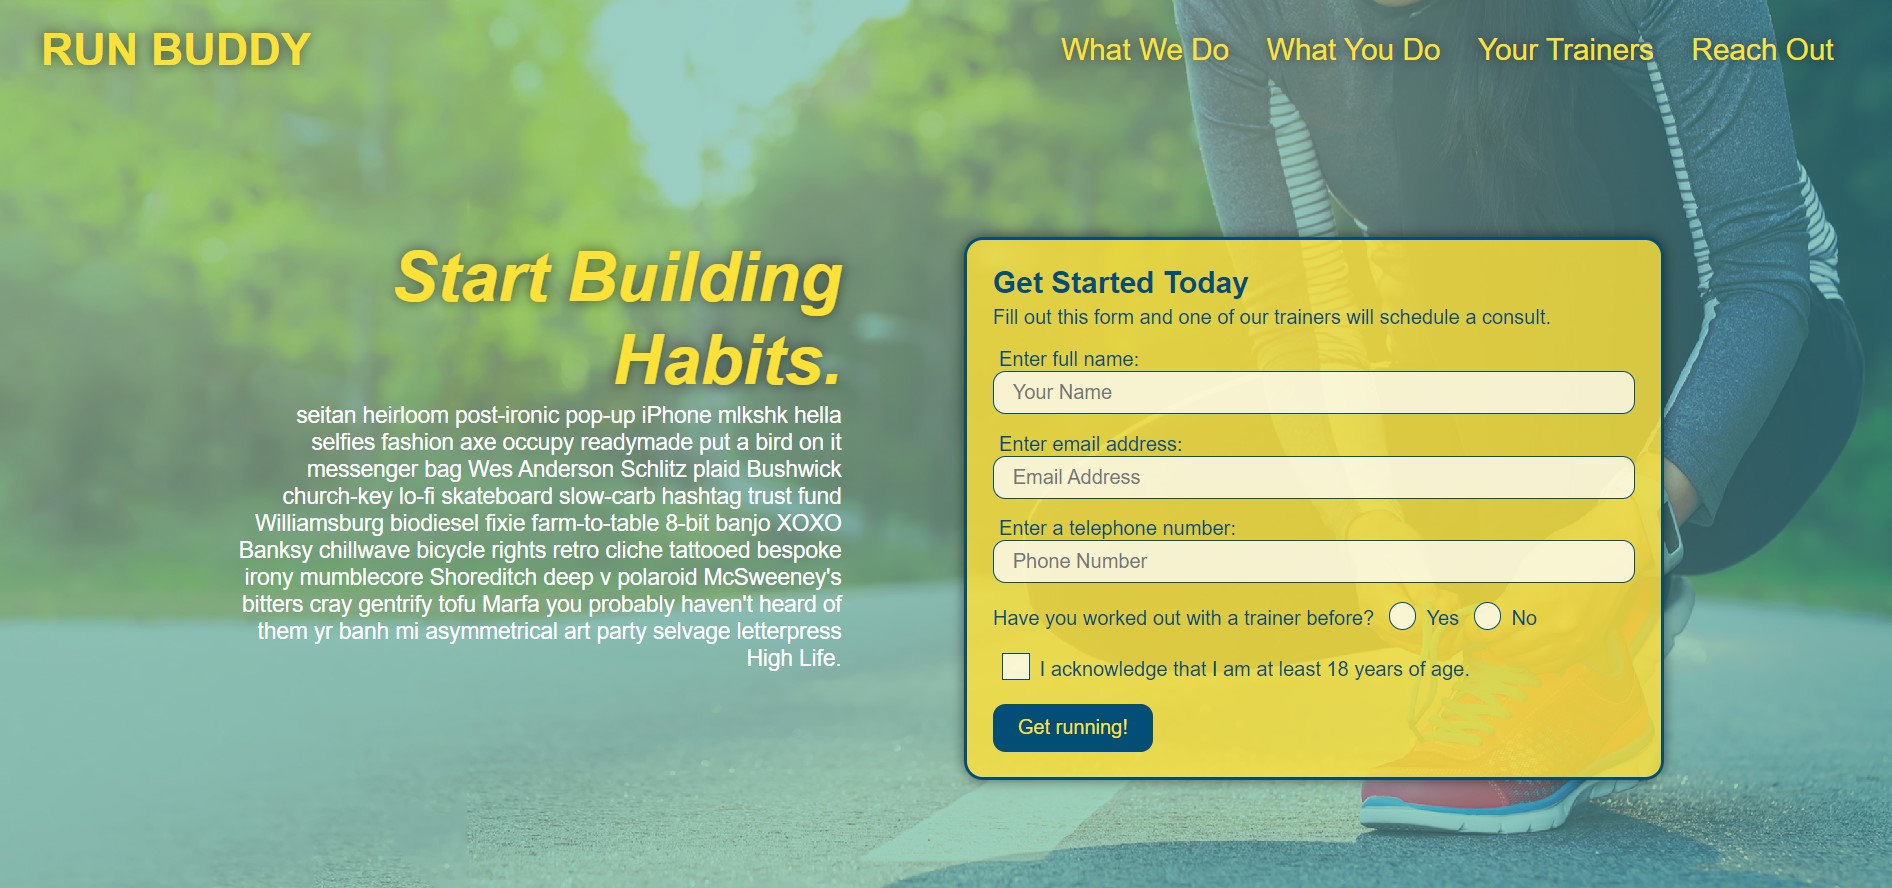 RUN BUDDY
What We Do What You Do Your Trainers Reach Out
Start Building
Habits.
seitan heirloom post-ironic pop-up iPhone mlkshk hella
selfies fashion axe occupy readymade put a bird on it
messenger bag Wes Anderson Schlitz plaid Bushwick
church-key lo-fi skateboard slow-carb hashtag trust fund
Williamsburg biodiesel fixie farm-to-table 8-bit banjo XOXO
Banksy chillwave bicycle rights retro cliche tattooed bespoke
irony mumblecore Shoreditch deep v polaroid McSweeney's
bitters cray gentrify tofu Marfa you probably haven't heard of
them yr banh mi asymmetrical art party selvage letterpress
High Life.
Get Started Today
Fill out this form and one of our trainers will schedule a consult.
Enter full name:
Your Name
Enter email address:
Email Address
Enter a telephone number:
Phone Number
Have you worked out with a trainer before? Yes No
I acknowledge that I am at least 18 years of age.
Get running!